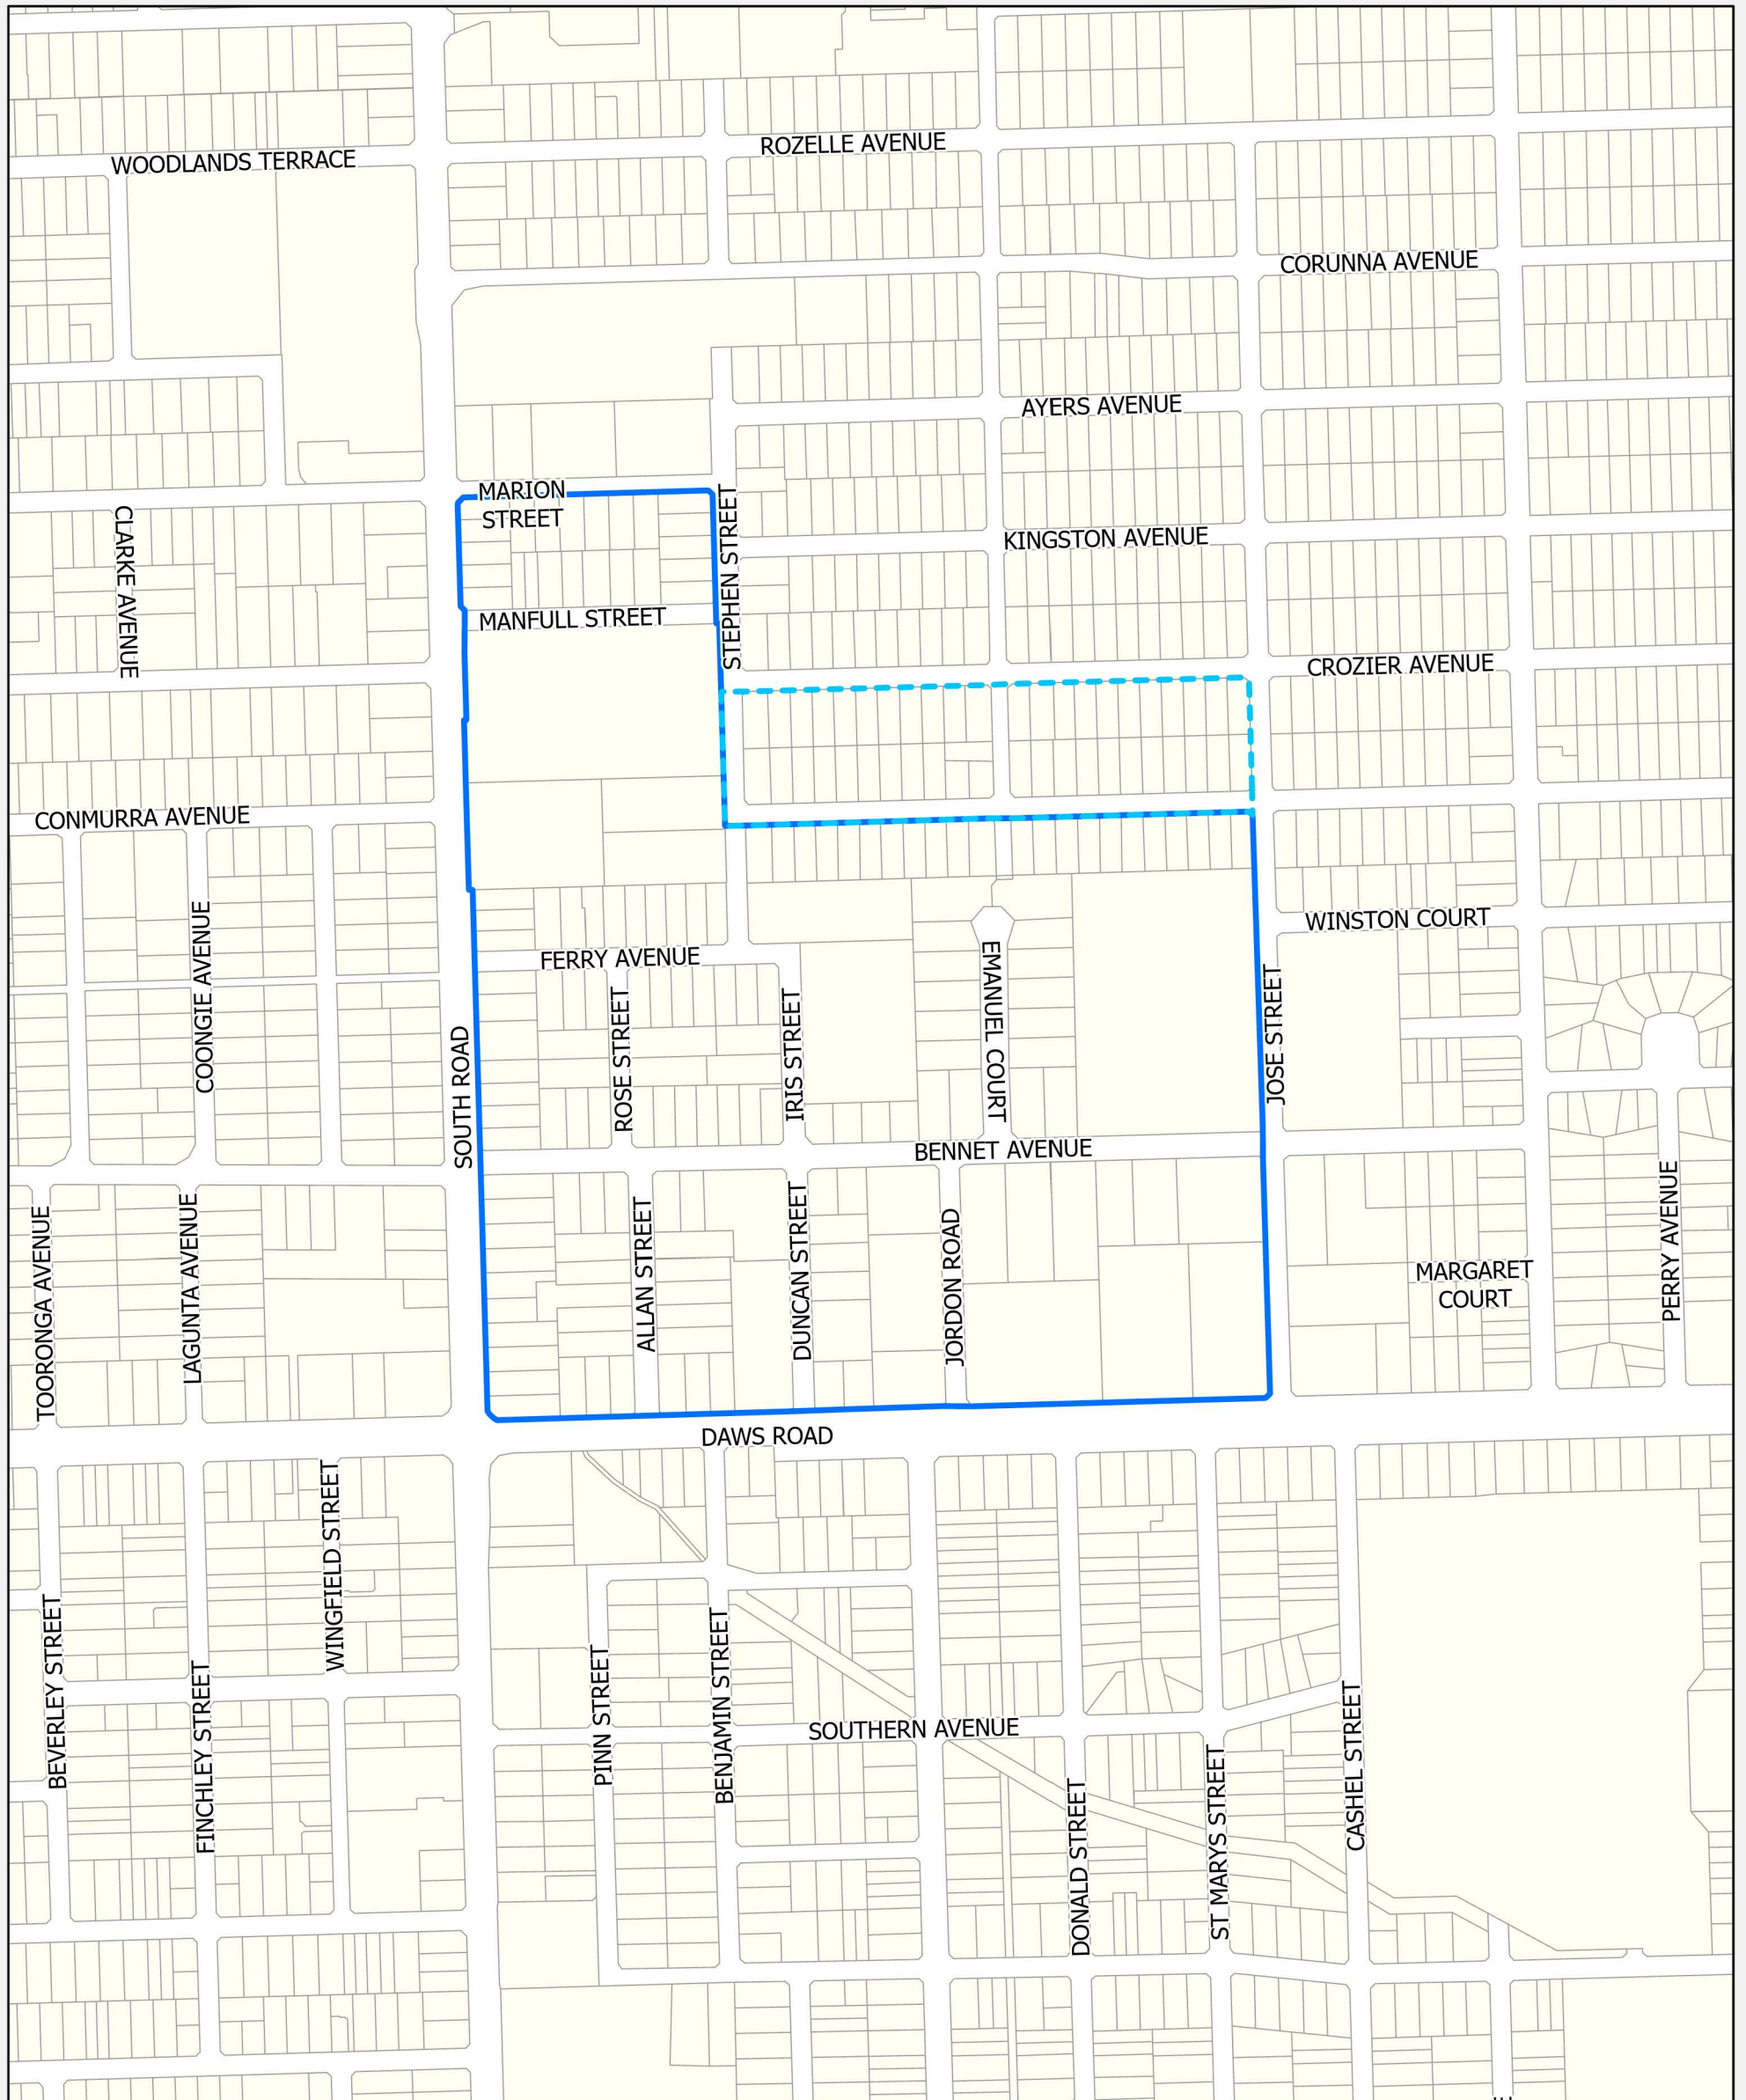 ROZELLE AVENUE
WOODLANDS TERRACE
CORUNNA AVENUE
AYERS AVENUE
MARION
STREET
STEPHEN STREET
KINGSTON AVENUE
CLARKE AVENUE
MANFULL STREET
CROZIER AVENUE
CONMURRA AVENUE
COONGIE AVENUE
WINSTON COURT
FERRY AVENUE
EMANUEL COURT
JOSE STREET
ROSE STREET
IRIS STREET
SOUTH ROAD
BENNET AVENUE
TOORONGA AVENUE
LAGUNTA AVENUE
ALLAN STREET
DUNCAN STREET
JORDON ROAD
PERRY AVENUE
MARGARET
COURT
DAWS ROAD
WINGFIELD STREET
BEVERLEY STREET
FINCHLEY STREET
PINN STREET
BENJAMIN STREET
SOUTHERN AVENUE
CASHEL STREET
DONALD STREET
ST MARYS STREET